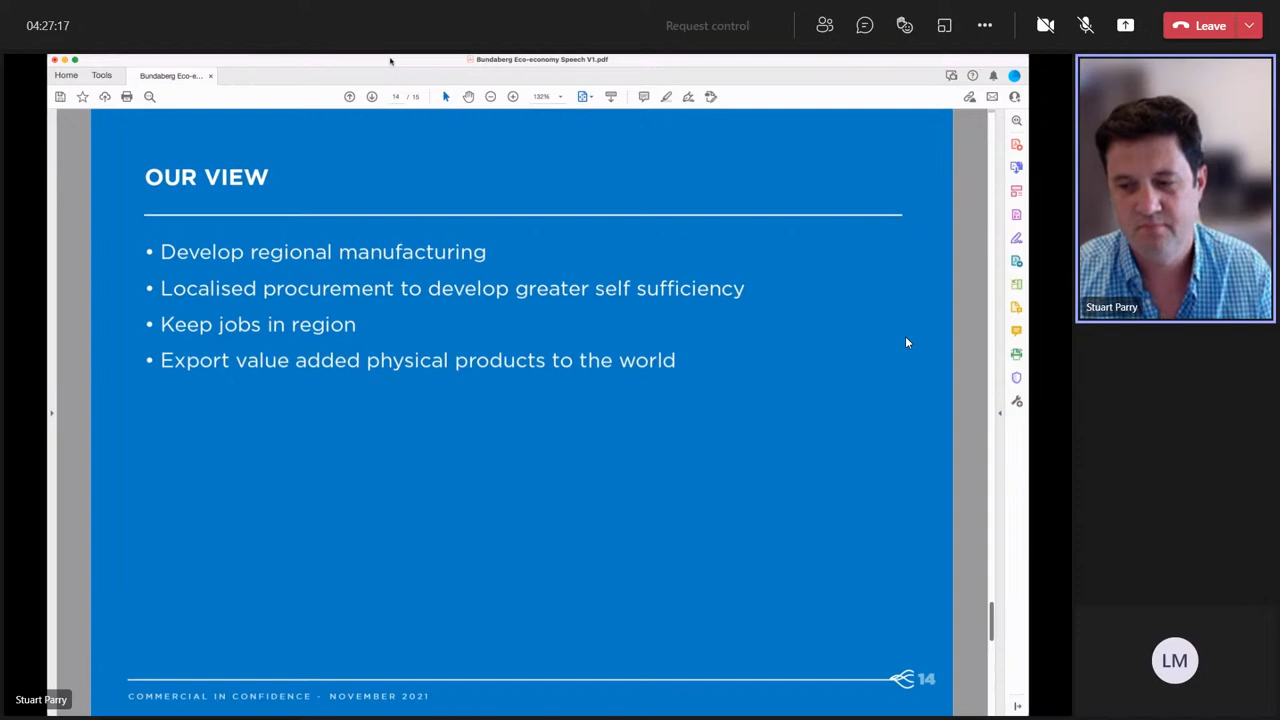 04:27:17
Request control
Leave
Bundaberg Eco-economy Speech V1.pdf
Home
Tools
Bundaberg Eco-e...
14 / 15
132%
OUR VIEW
• Develop regional manufacturing
• Localised procurement to develop greater self sufficiency
• Keep jobs in region
• Export value added physical products to the world
COMMERCIAL IN CONFIDENCE - NOVEMBER 2021
14
Stuart Parry
Stuart Parry
LM